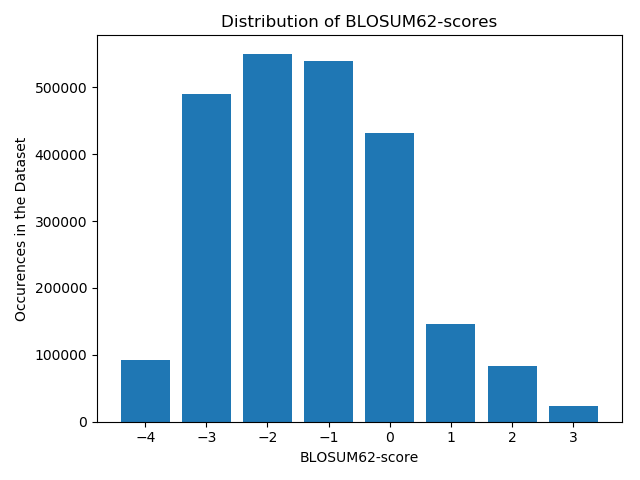 Distribution of BLOSUM62-scores
Occurences in the Dataset
500000
400000
300000
200000
100000
0
−4 −3 −2 −1 0 1 2 3
BLOSUM62-score